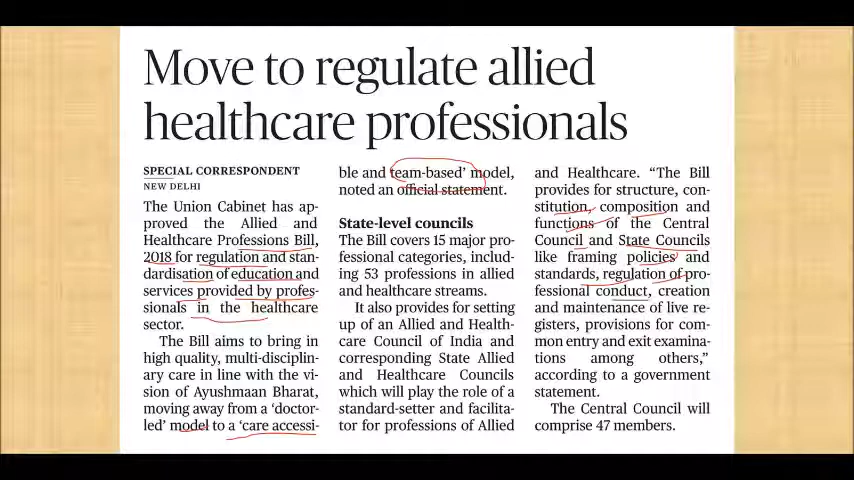 Move to regulate allied
healthcare professionals
SPECIAL CORRESPONDENT
NEW DELHI
The Union Cabinet has ap-
proved the Allied and
Healthcare Professions Bill,
2018 for regulation and stan-
dardisation of education and
services provided by profes-
sionals in the healthcare
sector.
The Bill aims to bring in
high quality, multi-disciplin-
ary care in line with the vi-
sion of Ayushmaan Bharat,
moving away from a ‘doctor-
led’ model to a ‘care accessi-
ble and team-based’ model,
noted an official statement.
State-level councils
The Bill covers 15 major pro-
fessional categories, includ-
ing 53 professions in allied
and healthcare streams.
It also provides for setting
up of an Allied and Health-
care Council of India and
corresponding State Allied
and Healthcare Councils
which will play the role of a
standard-setter and facilita-
tor for professions of Allied
and Healthcare. “The Bill
provides for structure, con-
stitution, composition and
functions of the Central
Council and State Councils
like framing policies and
standards, regulation of pro-
fessional conduct, creation
and maintenance of live re-
gisters, provisions for com-
mon entry and exit examina-
tions among others,”
according to a government
statement.
The Central Council will
comprise 47 members.